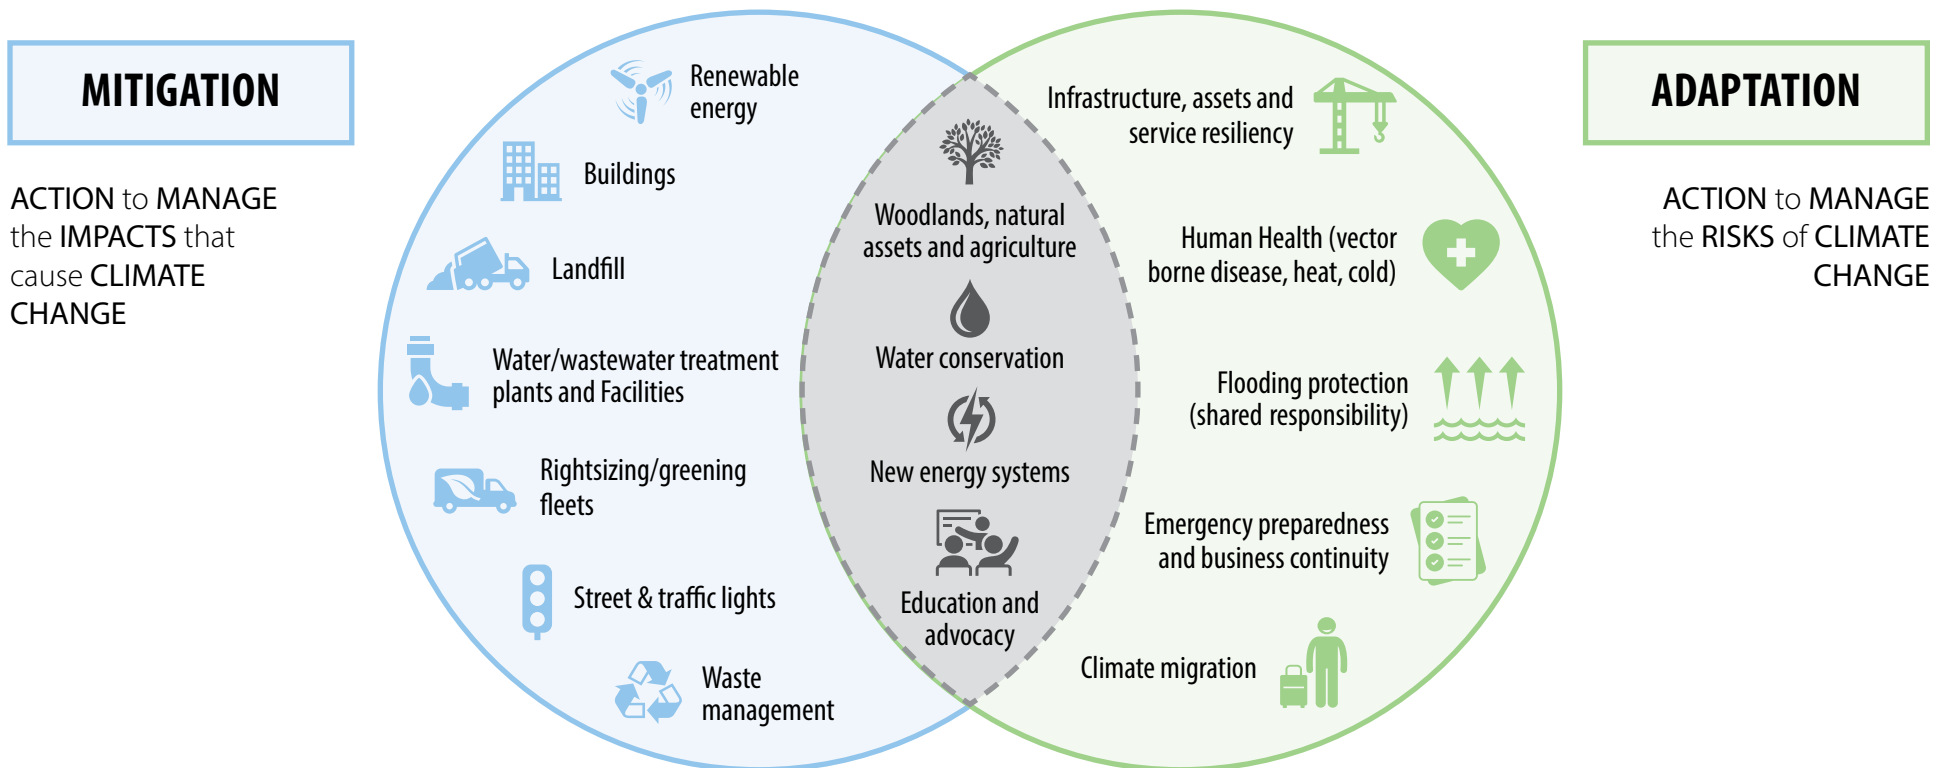 MITIGATION
ACTION to MANAGE
the IMPACTS that
cause CLIMATE
CHANGE
Renewable
energy
Buildings
Landfill
Water/wastewater treatment
plants and Facilities
Rightsizing/greening
fleets
Street & traffic lights
Waste
management
Woodlands, natural
assets and agriculture
Water conservation
New energy systems
Education and
advocacy
Infrastructure, assets and
service resiliency
Human Health (vector
borne disease, heat, cold)
Flooding protection
(shared responsibility)
Emergency preparedness
and business continuity
Climate migration
ADAPTATION
ACTION to MANAGE
the RISKS of CLIMATE
CHANGE